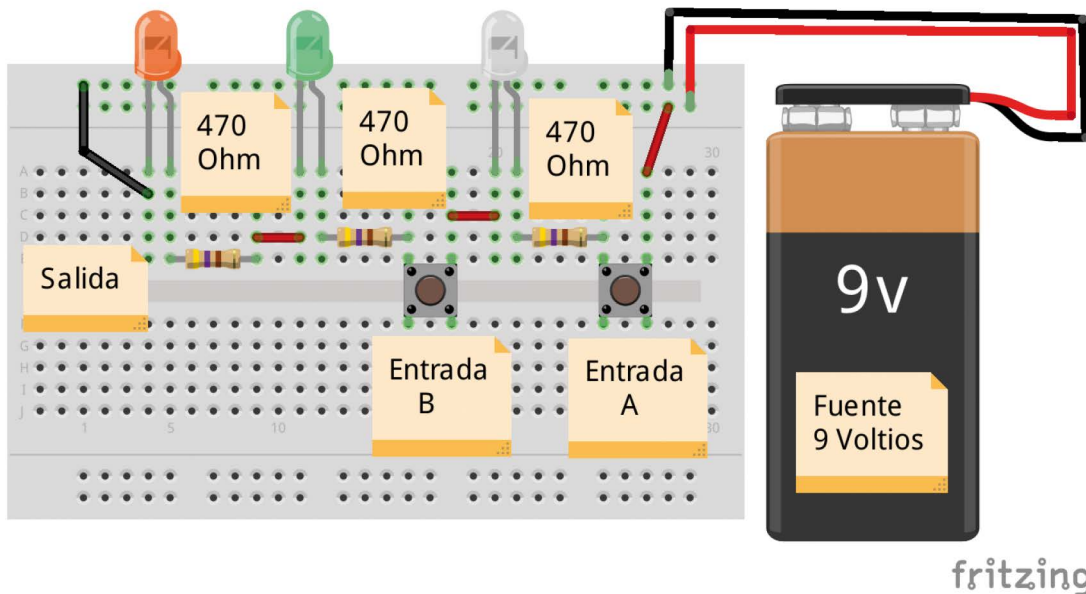 470
Ohm
470
Ohm
470
Ohm
20
30
A
B
C
D
Salida
9v
G
H
I
J
Entrada
B
Entrada
A
Fuente
9 Voltios
1
5
10
30
fritzing